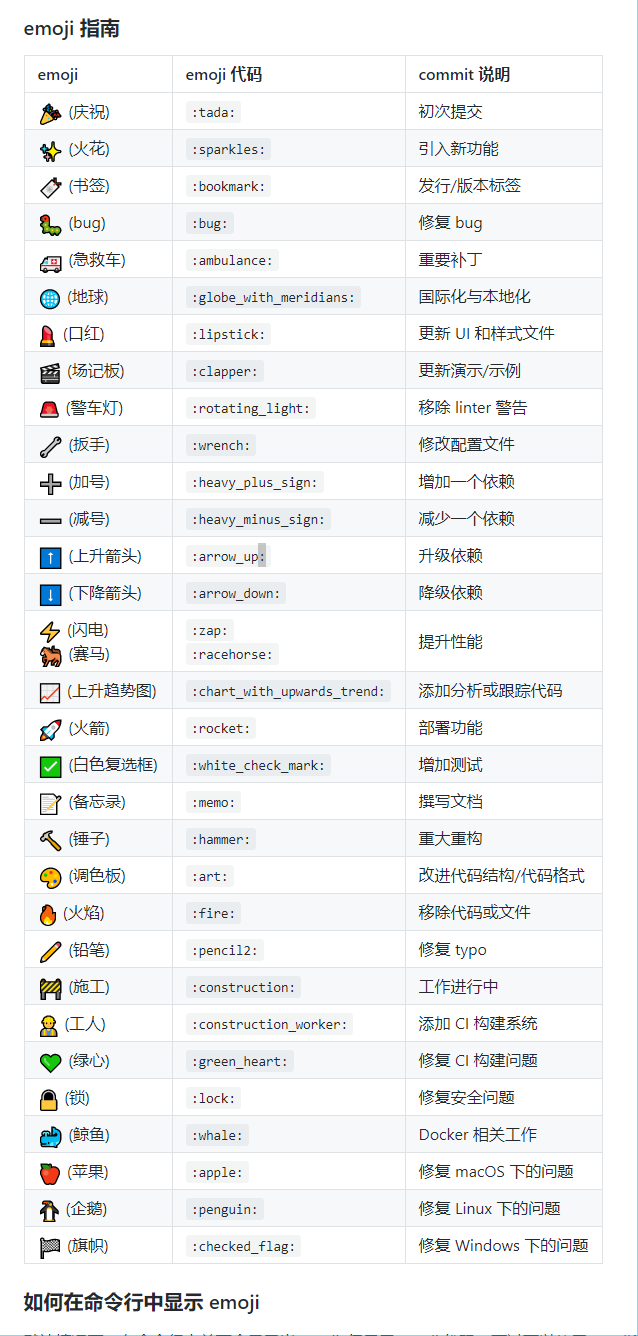 emoji 指南
emoji emoji 代码 commit 说明
(庆祝) :tada: 初次提交
(火花) :sparkles: 引入新功能
(书签) :bookmark: 发行/版本标签
(bug) :bug: 修复 bug
(急救车) :ambulance: 重要补丁
(地球) :globe_with_meridians: 国际化与本地化
(口红) :lipstick: 更新 UI 和样式文件
(场记板) :clapper: 更新演示/示例
(警车灯) :rotating_light: 移除 linter 警告
(扳手) :wrench: 修改配置文件
(加号) :heavy_plus_sign: 增加一个依赖
(减号) :heavy_minus_sign: 减少一个依赖
(上升箭头) :arrow_up: 升级依赖
(下降箭头) :arrow_down: 降级依赖
(闪电) :zap:
(赛马) :racehorse: 提升性能
(上升趋势图) :chart_with_upwards_trend: 添加分析或跟踪代码
(火箭) :rocket: 部署功能
(白色复选框) :white_check_mark: 增加测试
(备忘录) :memo: 撰写文档
(锤子) :hammer: 重大重构
(调色板) :art: 改进代码结构/代码格式
(火焰) :fire: 移除代码或文件
(铅笔) :pencil2: 修复 typo
(施工) :construction: 工作进行中
(工人) :construction_worker: 添加 CI 构建系统
(绿心) :green_heart: 修复 CI 构建问题
(锁) :lock: 修复安全问题
(鲸鱼) :whale: Docker 相关工作
(苹果) :apple: 修复 macOS 下的问题
(企鹅) :penguin: 修复 Linux 下的问题
(旗帜) :checked_flag: 修复 Windows 下的问题
如何在命令行中显示 emoji